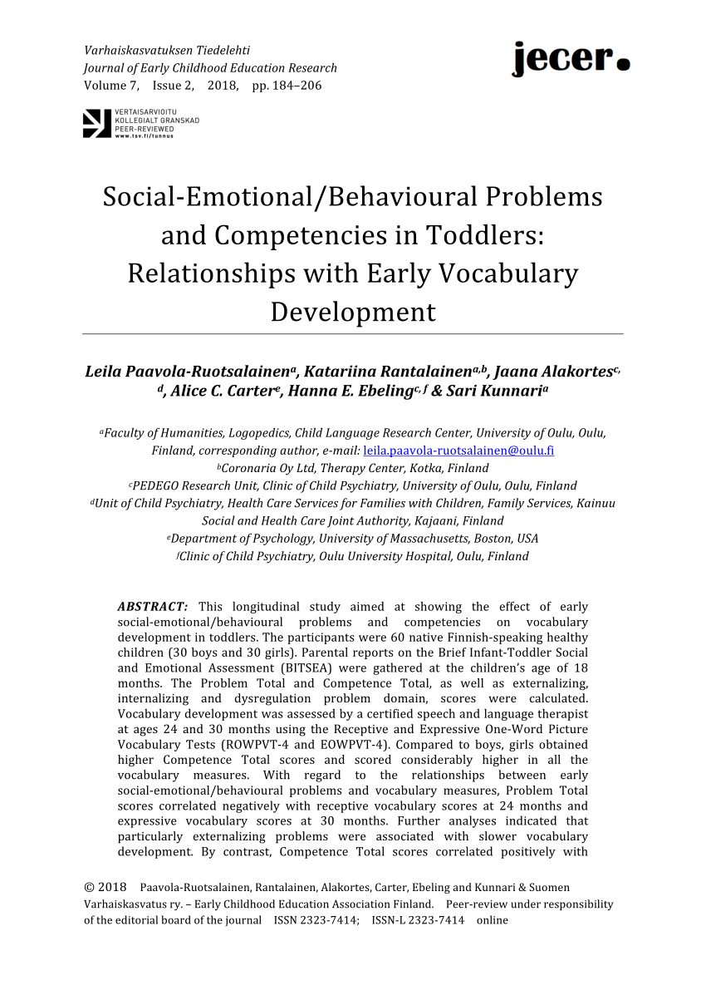 Varhaiskasvatuksen Tiedelehti
Journal of Early Childhood Education Research
Volume 7, Issue 2, 2018, pp. 184–206
jecer.
VERTAISARVIOITU
KOLLEGIALT GRANSKAD
PEER-REVIEWED
www.tsv.fi/tunnus
Social-Emotional/Behavioural Problems
and Competencies in Toddlers:
Relationships with Early Vocabulary
Development
Leila Paavola-Ruotsalainenᵃ, Katariina Rantalainenᵃ,ᵇ, Jaana Alakortesᶜ,
ᵈ, Alice C. Carterᵉ, Hanna E. Ebelingᶜ, ᶠ & Sari Kunnariᵃ
ᵃFaculty of Humanities, Logopedics, Child Language Research Center, University of Oulu, Oulu,
Finland, corresponding author, e-mail: leila.paavola-ruotsalainen@oulu.fi
ᵇCoronaria Oy Ltd, Therapy Center, Kotka, Finland
ᶜPEDEGO Research Unit, Clinic of Child Psychiatry, University of Oulu, Oulu, Finland
ᵈUnit of Child Psychiatry, Health Care Services for Families with Children, Family Services, Kainuu
Social and Health Care Joint Authority, Kajaani, Finland
ᵉDepartment of Psychology, University of Massachusetts, Boston, USA
ᶠClinic of Child Psychiatry, Oulu University Hospital, Oulu, Finland
ABSTRACT: This longitudinal study aimed at showing the effect of early
social-emotional/behavioural problems and competencies on vocabulary
development in toddlers. The participants were 60 native Finnish-speaking healthy
children (30 boys and 30 girls). Parental reports on the Brief Infant-Toddler Social
and Emotional Assessment (BITSEA) were gathered at the children's age of 18
months. The Problem Total and Competence Total, as well as externalizing,
internalizing and dysregulation problem domain, scores were calculated.
Vocabulary development was assessed by a certified speech and language therapist
at ages 24 and 30 months using the Receptive and Expressive One-Word Picture
Vocabulary Tests (ROWPVT-4 and EOWPVT-4). Compared to boys, girls obtained
higher Competence Total scores and scored considerably higher in all the
vocabulary measures. With regard to the relationships between early
social-emotional/behavioural problems and vocabulary measures, Problem Total
scores correlated negatively with receptive vocabulary scores at 24 months and
expressive vocabulary scores at 30 months. Further analyses indicated that
particularly externalizing problems were associated with slower vocabulary
development. By contrast, Competence Total scores correlated positively with
© 2018 Paavola-Ruotsalainen, Rantalainen, Alakortes, Carter, Ebeling and Kunnari & Suomen
Varhaiskasvatus ry. – Early Childhood Education Association Finland. Peer-review under responsibility
of the editorial board of the journal ISSN 2323-7414; ISSN-L 2323-7414 online